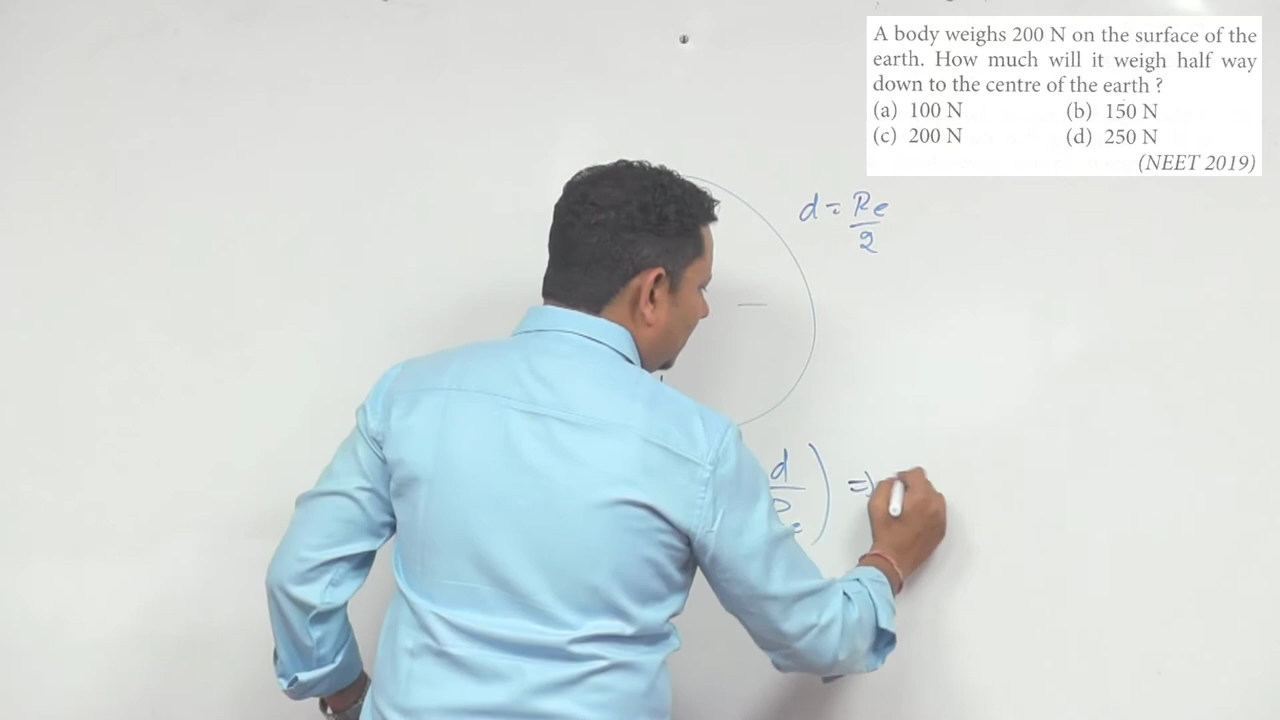 A body weighs 200 N on the surface of the
earth. How much will it weigh half way
down to the centre of the earth ?
(a) 100 N (b) 150 N
(c) 200 N (d) 250 N
(NEET 2019)
d = Re
2
d
)
⇒